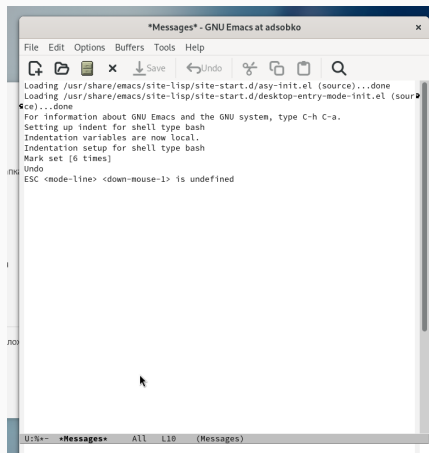 *Messages* - GNU Emacs at adsobko
File Edit Options Buffers Tools Help
Save Undo
Loading /usr/share/emacs/site-lisp/site-start.d/asy-init.el (source)...done
Loading /usr/share/emacs/site-lisp/site-start.d/desktop-entry-mode-init.el (sour
ce)...done
For information about GNU Emacs and the GNU system, type C-h C-a.
Setting up indent for shell type bash
Indentation variables are now local.
Indentation setup for shell type bash
Mark set [6 times]
Undo
ESC <mode-line> <down-mouse-1> is undefined
U:%*- *Messages* All L10 (Messages)